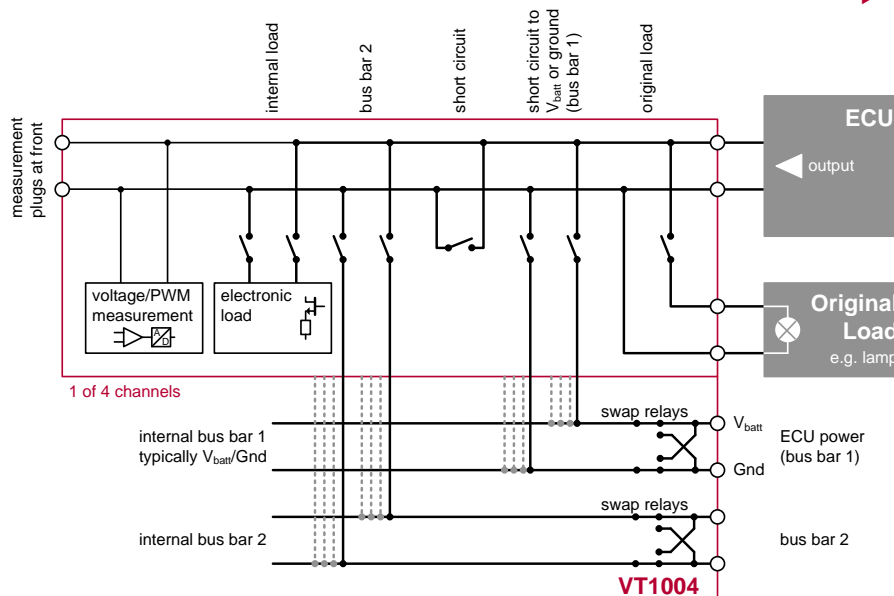 internal load
bus bar 2
short circuit
short circuit to
Vbatt or ground
(bus bar 1)
original load
measurement
plugs at front
ECU
output
voltage/PWM
measurement
A
D
electronic
load
Original
Load
e.g. lamp
1 of 4 channels
internal bus bar 1
typically Vbatt/Gnd
swap relays
Vbatt
Gnd
ECU power
(bus bar 1)
internal bus bar 2
swap relays
bus bar 2
VT1004